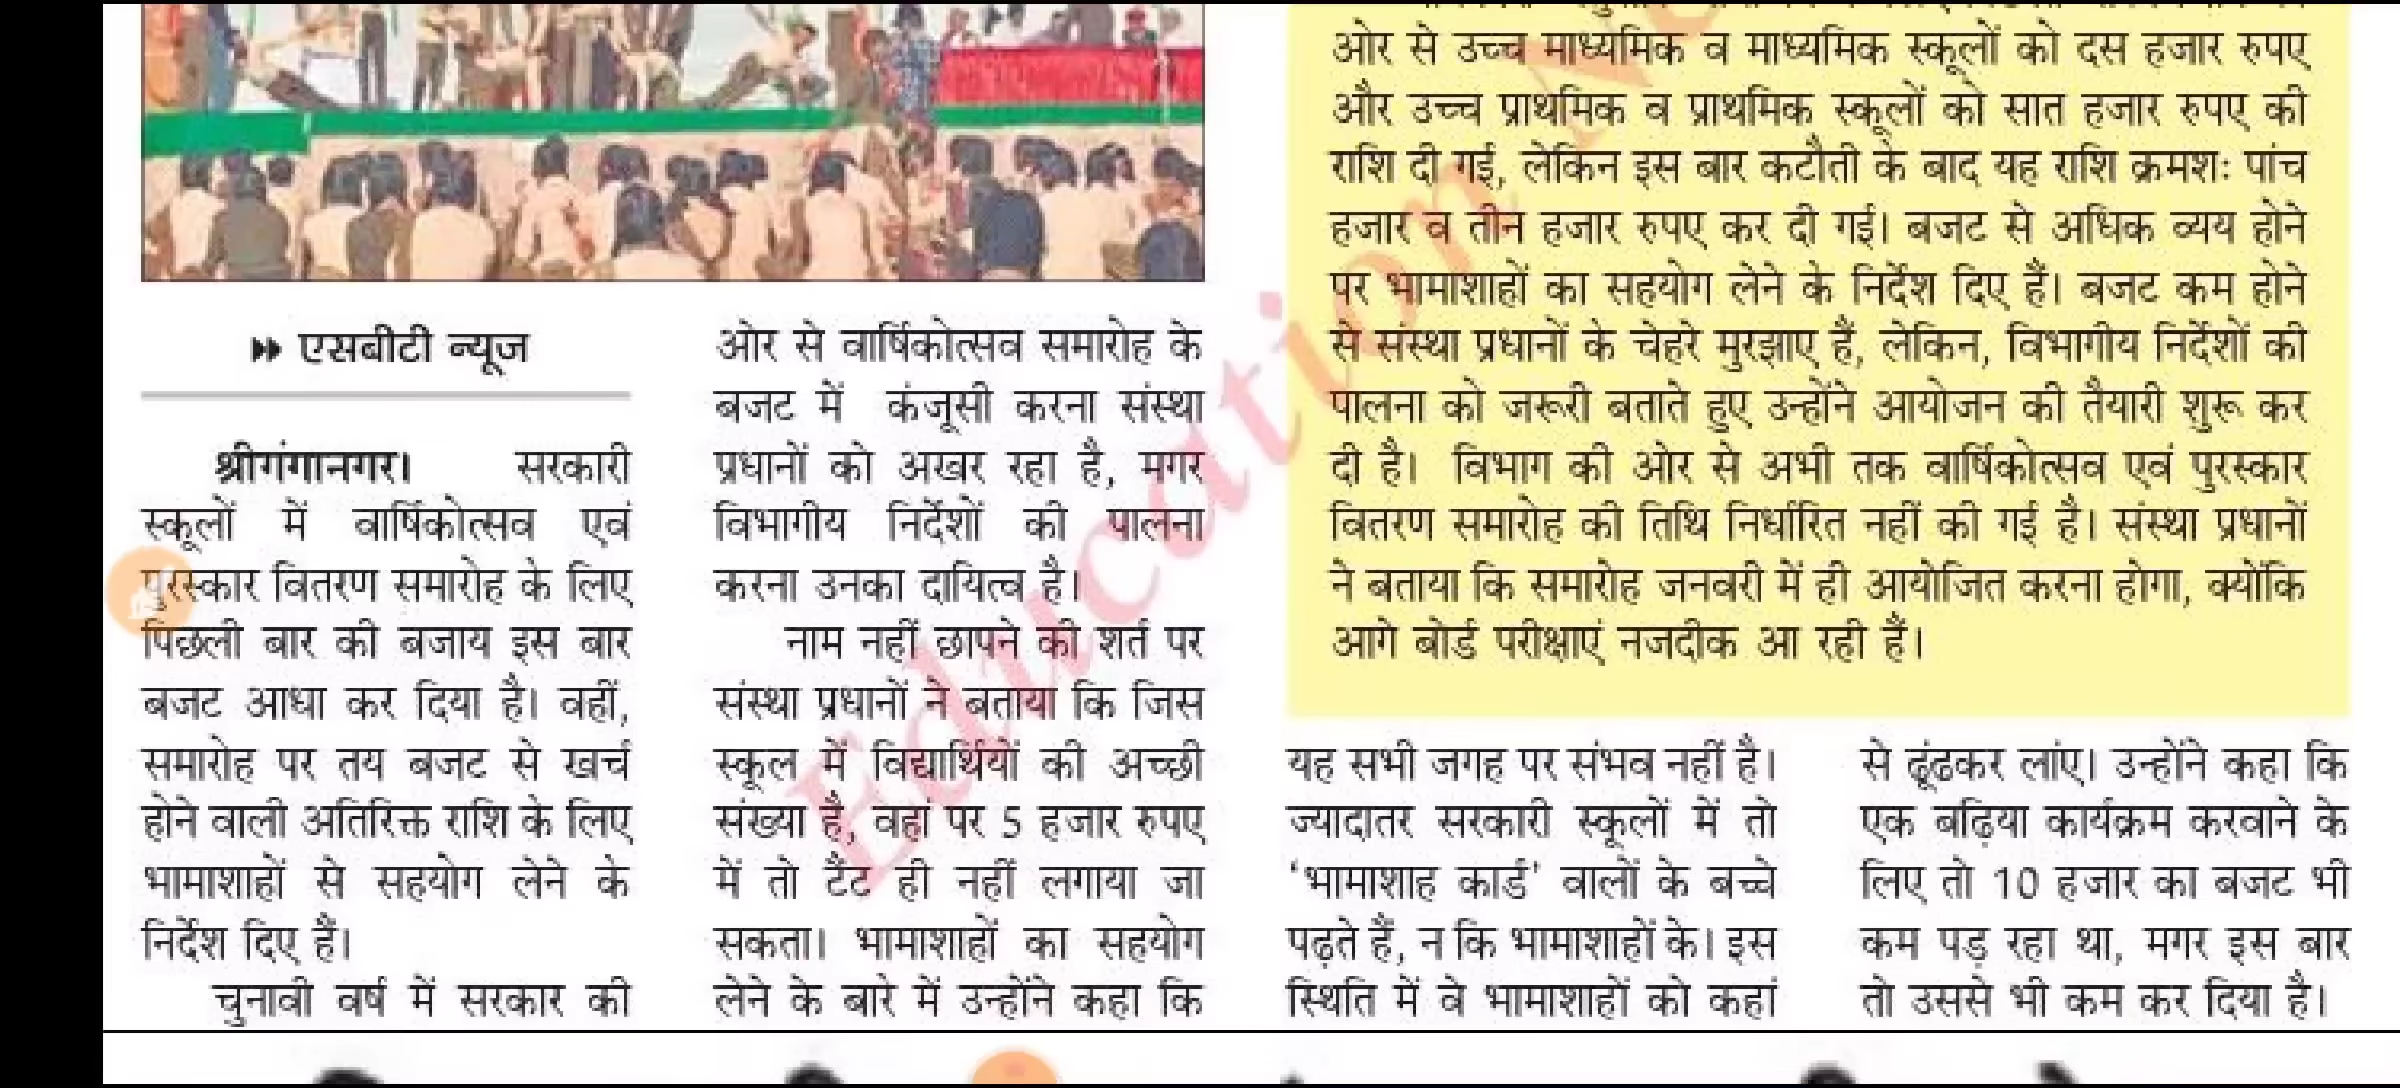 ओर से उच्च माध्यमिक व माध्यमिक स्कूलों को दस हजार रुपए
और उच्च प्राथमिक व प्राथमिक स्कूलों को सात हजार रुपए की
राशि दी गई, लेकिन इस बार कटौती के बाद यह राशि क्रमशः पांच
हजार व तीन हजार रुपए कर दी गई। बजट से अधिक व्यय होने
पर भामाशाहों का सहयोग लेने के निर्देश दिए हैं। बजट कम होने
से संस्था प्रधानों के चेहरे मुरझाए हैं, लेकिन, विभागीय निर्देशों की
पालना को जरूरी बताते हुए उन्होंने आयोजन की तैयारी शुरू कर
दी है। विभाग की ओर से अभी तक वार्षिकोत्सव एवं पुरस्कार
वितरण समारोह की तिथि निर्धारित नहीं की गई है। संस्था प्रधानों
ने बताया कि समारोह जनवरी में ही आयोजित करना होगा, क्योंकि
आगे बोर्ड परीक्षाएं नजदीक आ रही हैं।
एसबीटी न्यूज
श्रीगंगानगर। सरकारी
स्कूलों में वार्षिकोत्सव एवं
पुरस्कार वितरण समारोह के लिए
पिछली बार की बजाय इस बार
बजट आधा कर दिया है। वहीं,
समारोह पर तय बजट से खर्च
होने वाली अतिरिक्त राशि के लिए
भामाशाहों से सहयोग लेने के
निर्देश दिए हैं।
चुनावी वर्ष में सरकार की
ओर से वार्षिकोत्सव समारोह के
बजट में कंजूसी करना संस्था
प्रधानों को अखर रहा है, मगर
विभागीय निर्देशों की पालना
करना उनका दायित्व है।
नाम नहीं छापने की शर्त पर
संस्था प्रधानों ने बताया कि जिस
स्कूल में विद्यार्थियों की अच्छी
संख्या है, वहां पर 5 हजार रुपए
में तो टैंट ही नहीं लगाया जा
सकता। भामाशाहों का सहयोग
लेने के बारे में उन्होंने कहा कि
यह सभी जगह पर संभव नहीं है।
ज्यादातर सरकारी स्कूलों में तो
‘भामाशाह कार्ड’ वालों के बच्चे
पढ़ते हैं, न कि भामाशाहों के। इस
स्थिति में वे भामाशाहों को कहां
से ढूंढकर लांए। उन्होंने कहा कि
एक बढ़िया कार्यक्रम करवाने के
लिए तो 10 हजार का बजट भी
कम पड़ रहा था, मगर इस बार
तो उससे भी कम कर दिया है।
Education